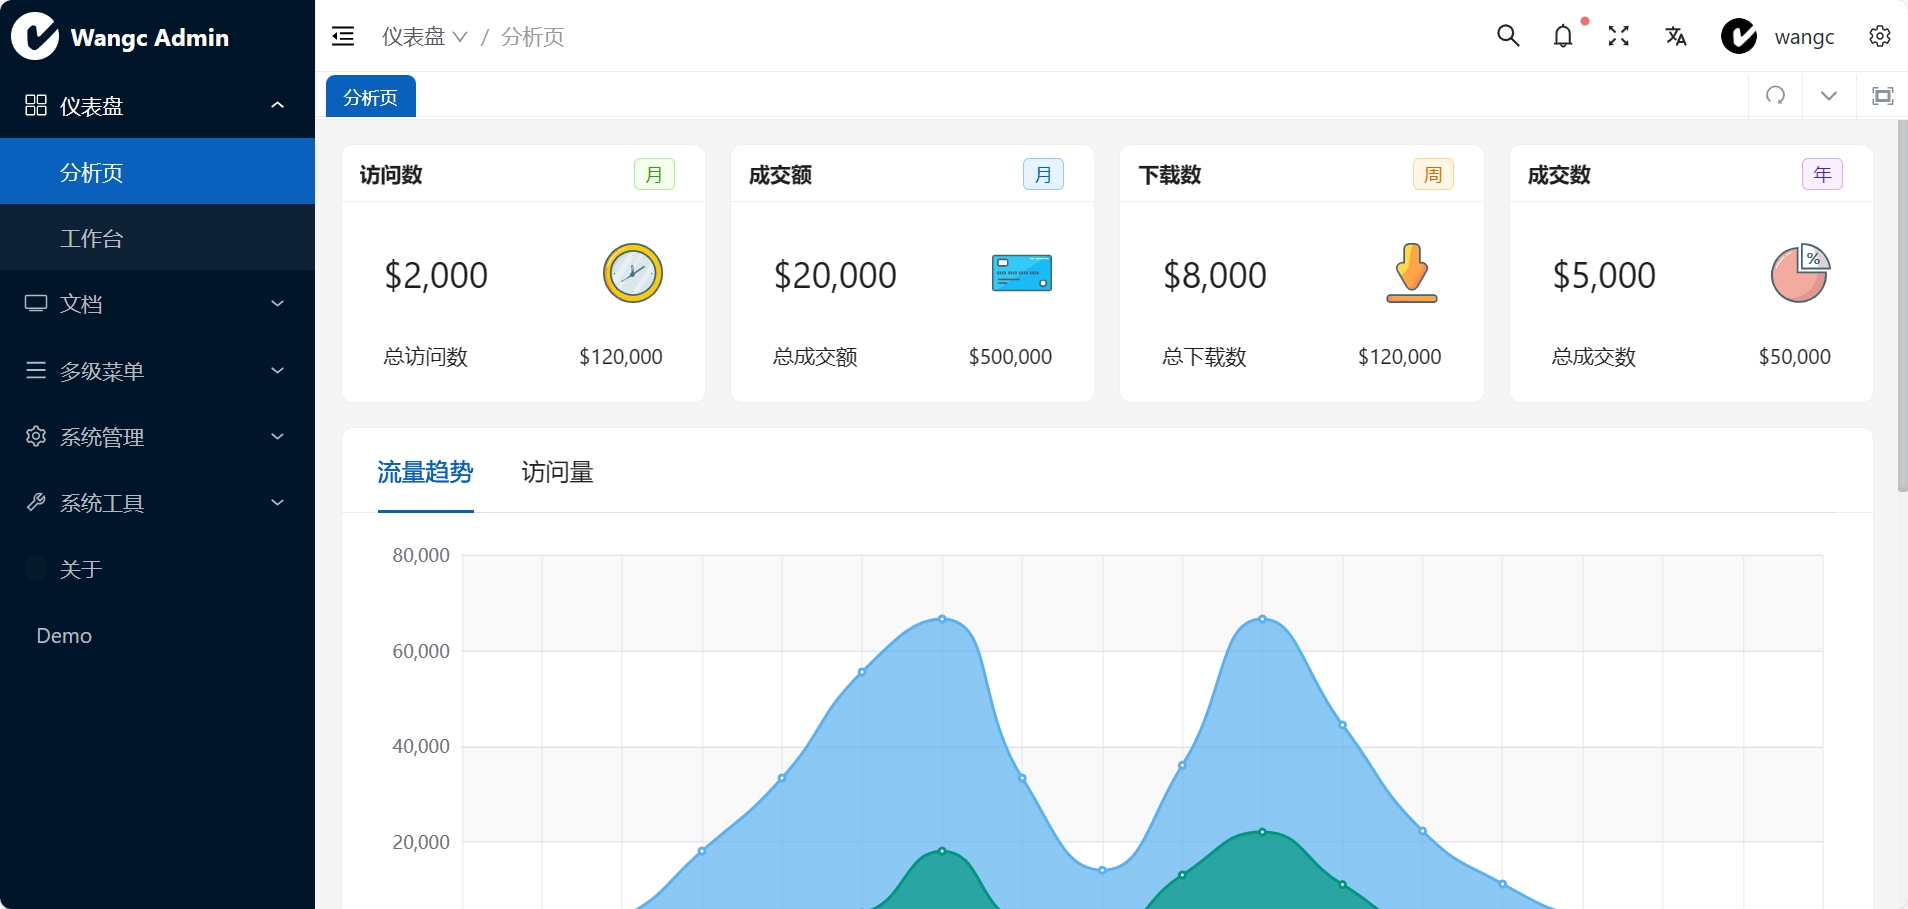 Wangc Admin
仪表盘
分析页
工作台
文档
多级菜单
系统管理
系统工具
关于
Demo
仪表盘 / 分析页
wangc
分析页
访问数 月
$2,000
总访问数 $120,000
成交额 月
$20,000
总成交额 $500,000
下载数 周
$8,000
总下载数 $120,000
成交数 年
$5,000
%
总成交数 $50,000
流量趋势 访问量
80,000
60,000
40,000
20,000